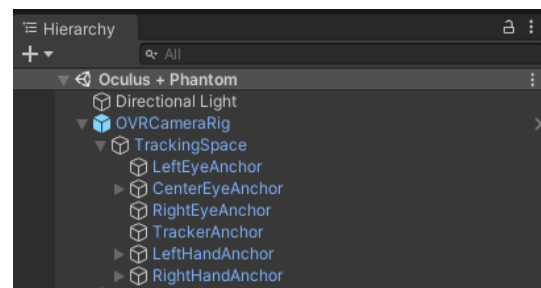 Hierarchy
All
Oculus + Phantom
Directional Light
OVRCameraRig
TrackingSpace
LeftEyeAnchor
CenterEyeAnchor
RightEyeAnchor
TrackerAnchor
LeftHandAnchor
RightHandAnchor